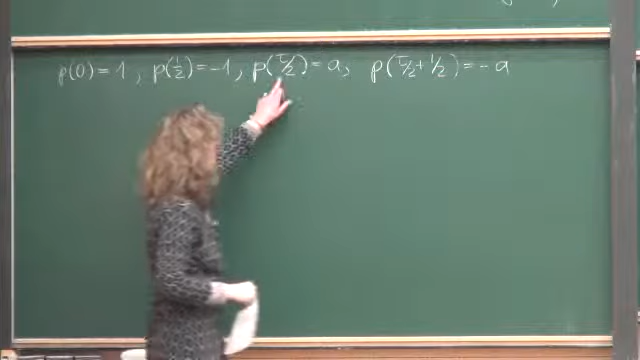 p(0) = 1 , p(1/2) = -1 , p(τ/2) = a , p(τ/2 + 1/2) = - a